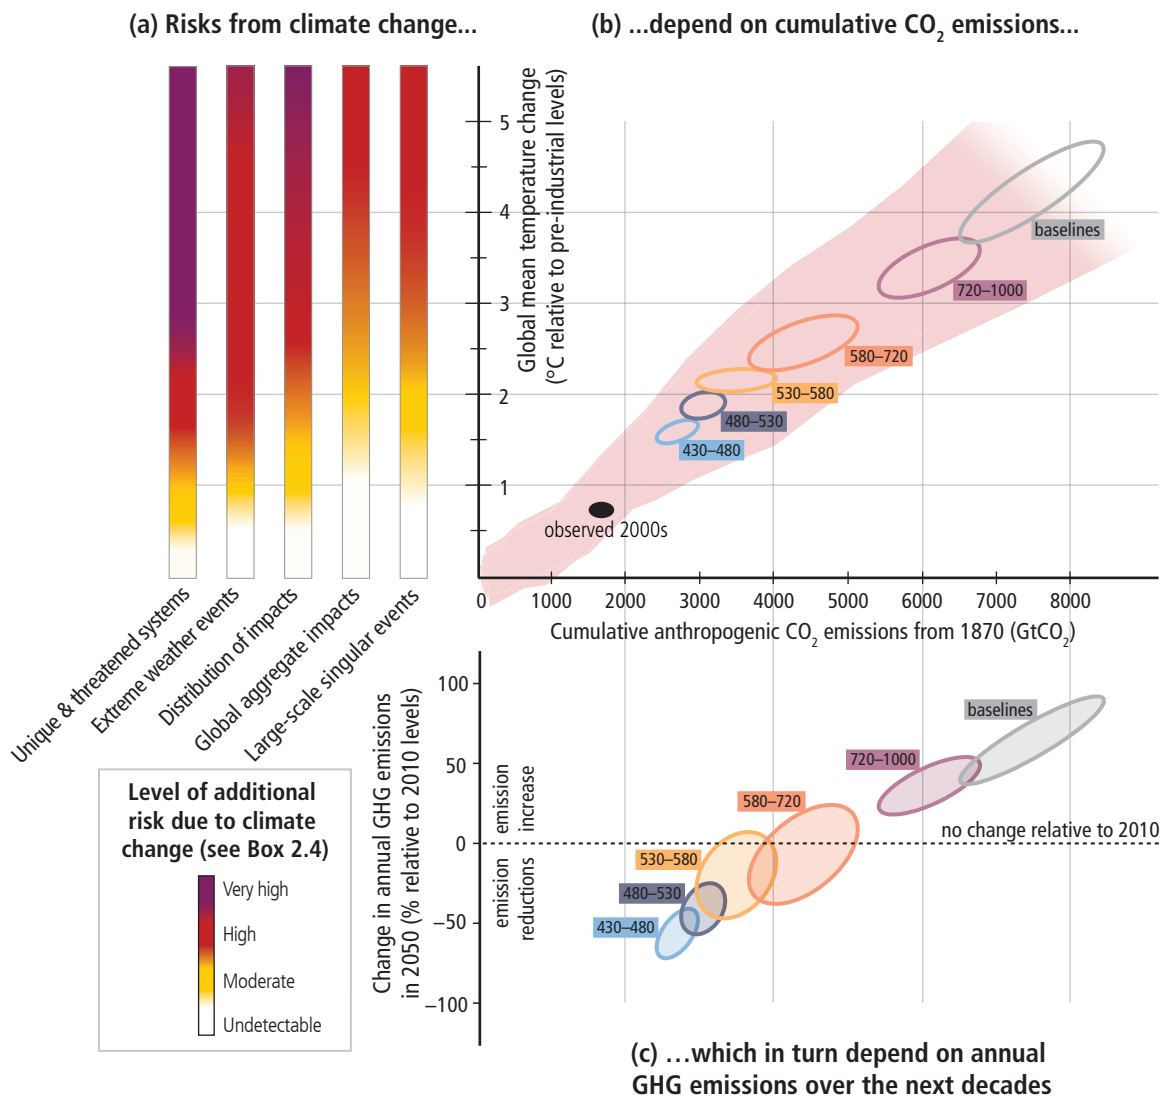 (a) Risks from climate change...
(b) ...depend on cumulative CO2 emissions...
Global mean temperature change
(°C relative to pre-industrial levels)
5
4
3
2
1
baselines
720–1000
580–720
530–580
480–530
430–480
observed 2000s
0
1000
2000
3000
4000
5000
6000
7000
8000
Cumulative anthropogenic CO2 emissions from 1870 (GtCO2)
Unique & threatened systems
Extreme weather events
Distribution of impacts
Global aggregate impacts
Large-scale singular events
Level of additional
risk due to climate
change (see Box 2.4)
Very high
High
Moderate
Undetectable
Change in annual GHG emissions
in 2050 (% relative to 2010 levels)
100
50
0
−50
−100
emission
increase
emission
reductions
baselines
720–1000
580–720
no change relative to 2010
530–580
480–530
430–480
(c) …which in turn depend on annual
GHG emissions over the next decades